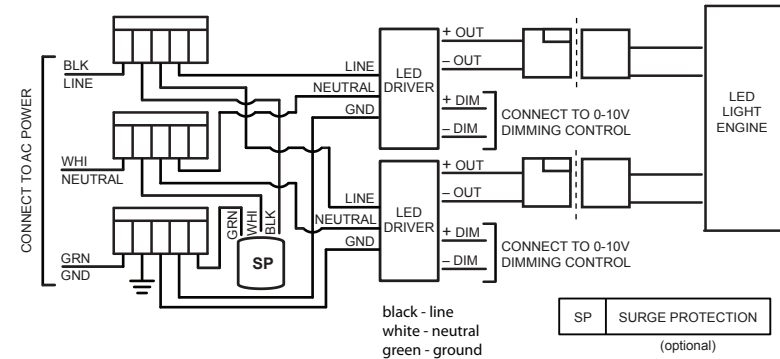 CONNECT TO AC POWER
BLK
LINE
WHI
NEUTRAL
GRN
GND
GRN
WHI
BLK
SP
LINE
NEUTRAL
GND
LED
DRIVER
+ OUT
– OUT
+ DIM
– DIM
CONNECT TO 0-10V
DIMMING CONTROL
LINE
NEUTRAL
GND
LED
DRIVER
+ OUT
– OUT
+ DIM
– DIM
CONNECT TO 0-10V
DIMMING CONTROL
LED
LIGHT
ENGINE
black - line
white - neutral
green - ground
SP SURGE PROTECTION
(optional)